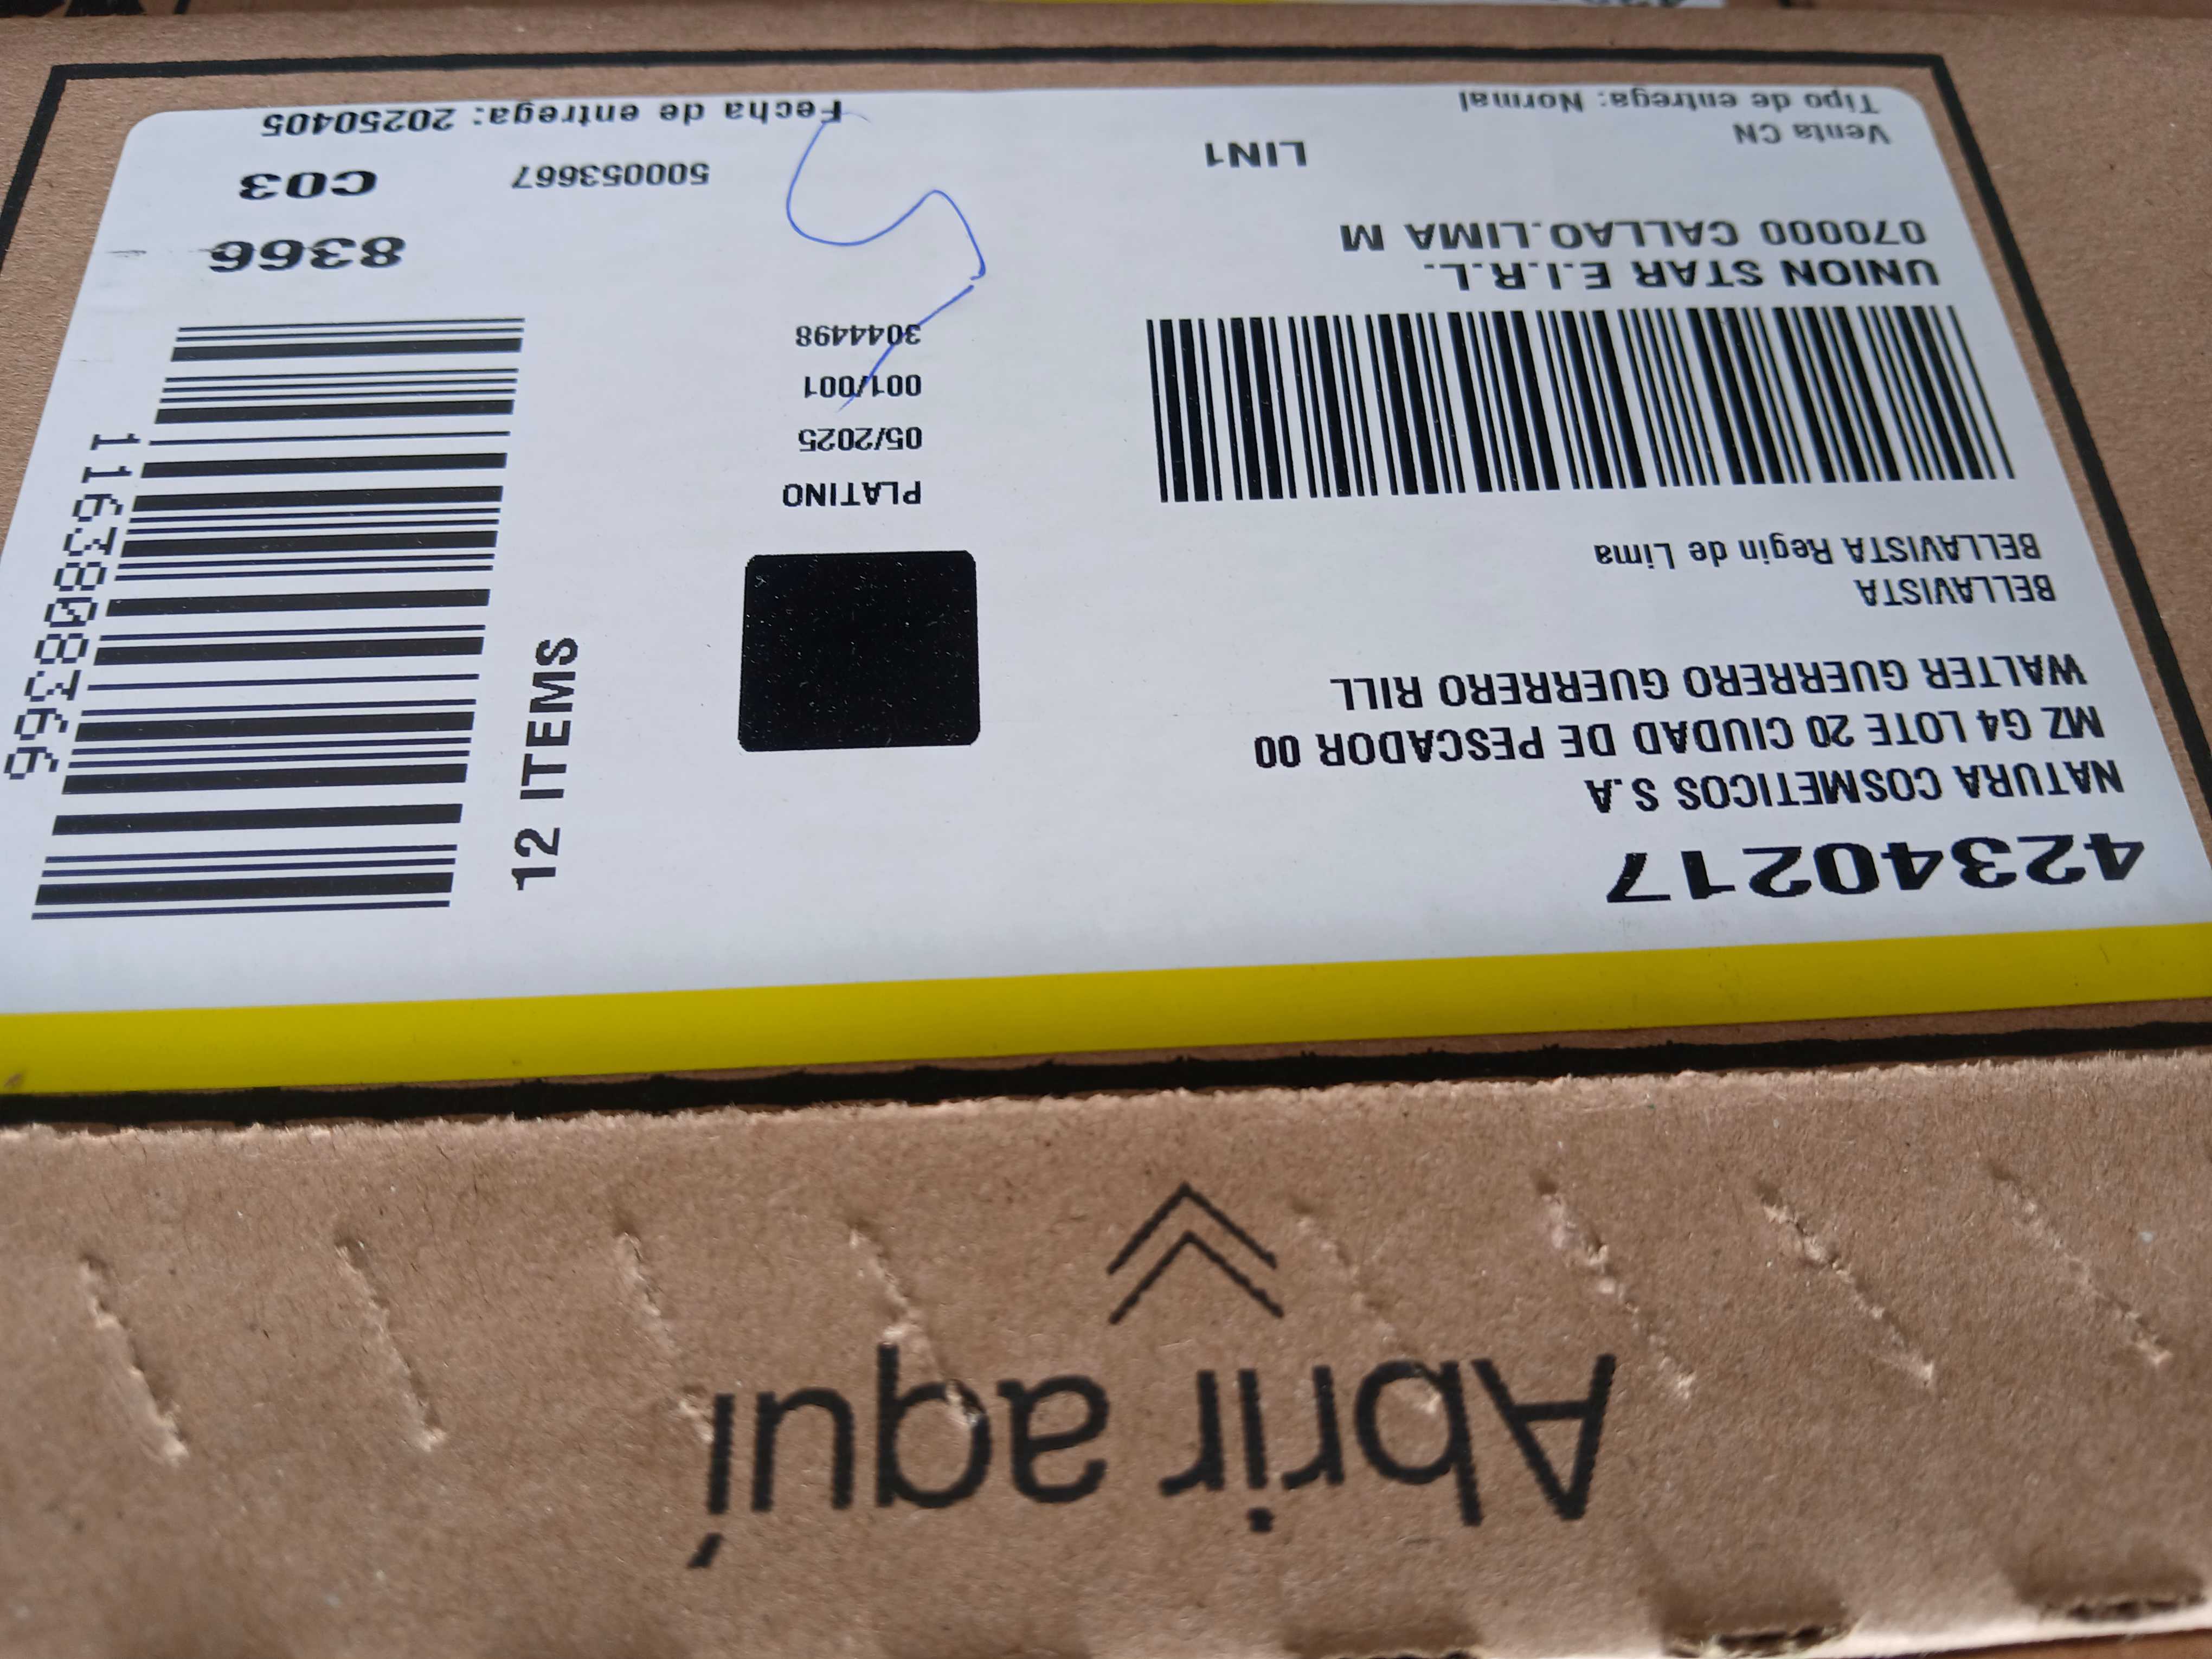 Abrir aquí
42340217
NATURA COSMETICOS S.A
MZ G4 LOTE 20 CIUDAD DE PESCADOR 00
WALTER GUERRERO GUERRERO RILL
BELLAVISTA
BELLAVISTA Regin de Lima
UNION STAR E.I.R.L.
070000 CALLAO.LIMA M
LIN1
Venta CN
Tipo de entrega: Normal
PLATINO
05/2025
001/001
3044498
12 ITEMS
1163808366
8366
500053667
C03
Fecha de entrega: 20250405